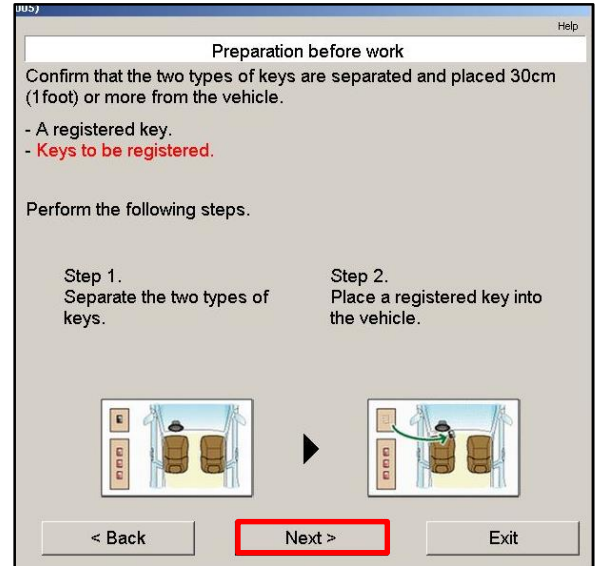 005)
Help
Preparation before work
Confirm that the two types of keys are separated and placed 30cm
(1foot) or more from the vehicle.
- A registered key.
- Keys to be registered.
Perform the following steps.
Step 1.
Separate the two types of
keys.
Step 2.
Place a registered key into
the vehicle.
< Back
Next >
Exit